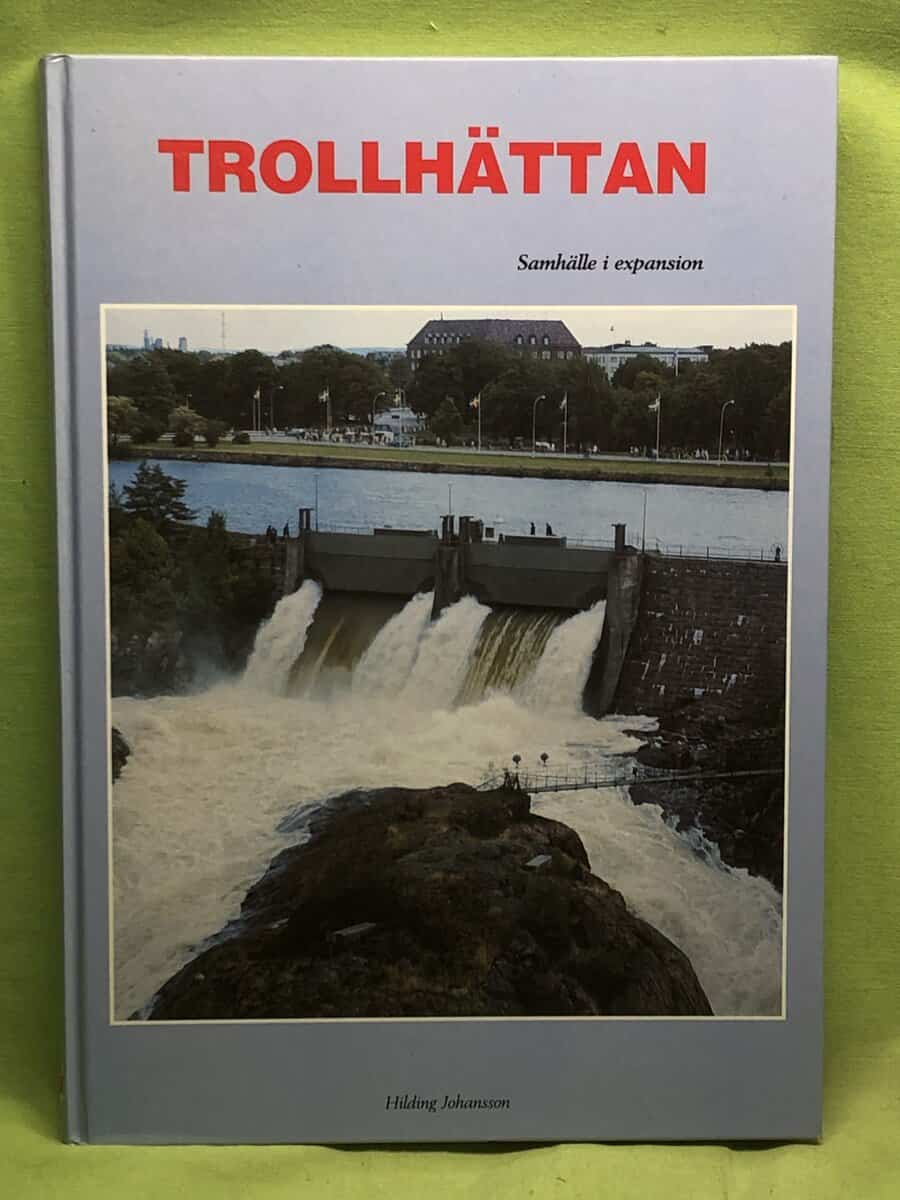 TROLLHÄTTAN
Samhälle i expansion
Hilding Johansson